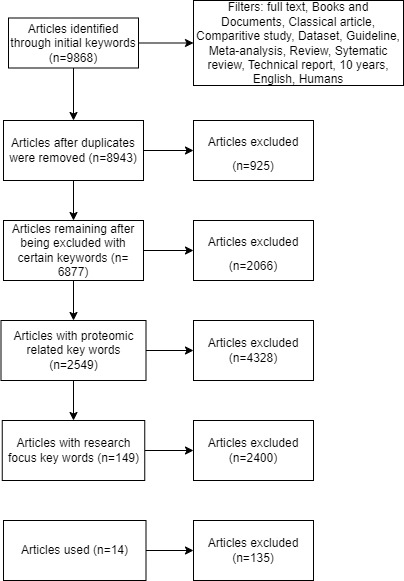 Articles identified
through initial keywords
(n=9868)
Filters: full text, Books and
Documents, Classical article,
Comparitive study, Dataset, Guideline,
Meta-analysis, Review, Sytematic
review, Technical report, 10 years,
English, Humans
Articles after duplicates
were removed (n=8943)
Articles excluded
(n=925)
Articles remaining after
being excluded with
certain keywords (n=
6877)
Articles excluded
(n=2066)
Articles with proteomic
related key words
(n=2549)
Articles excluded
(n=4328)
Articles with research
focus key words (n=149)
Articles excluded
(n=2400)
Articles used (n=14)
Articles excluded
(n=135)